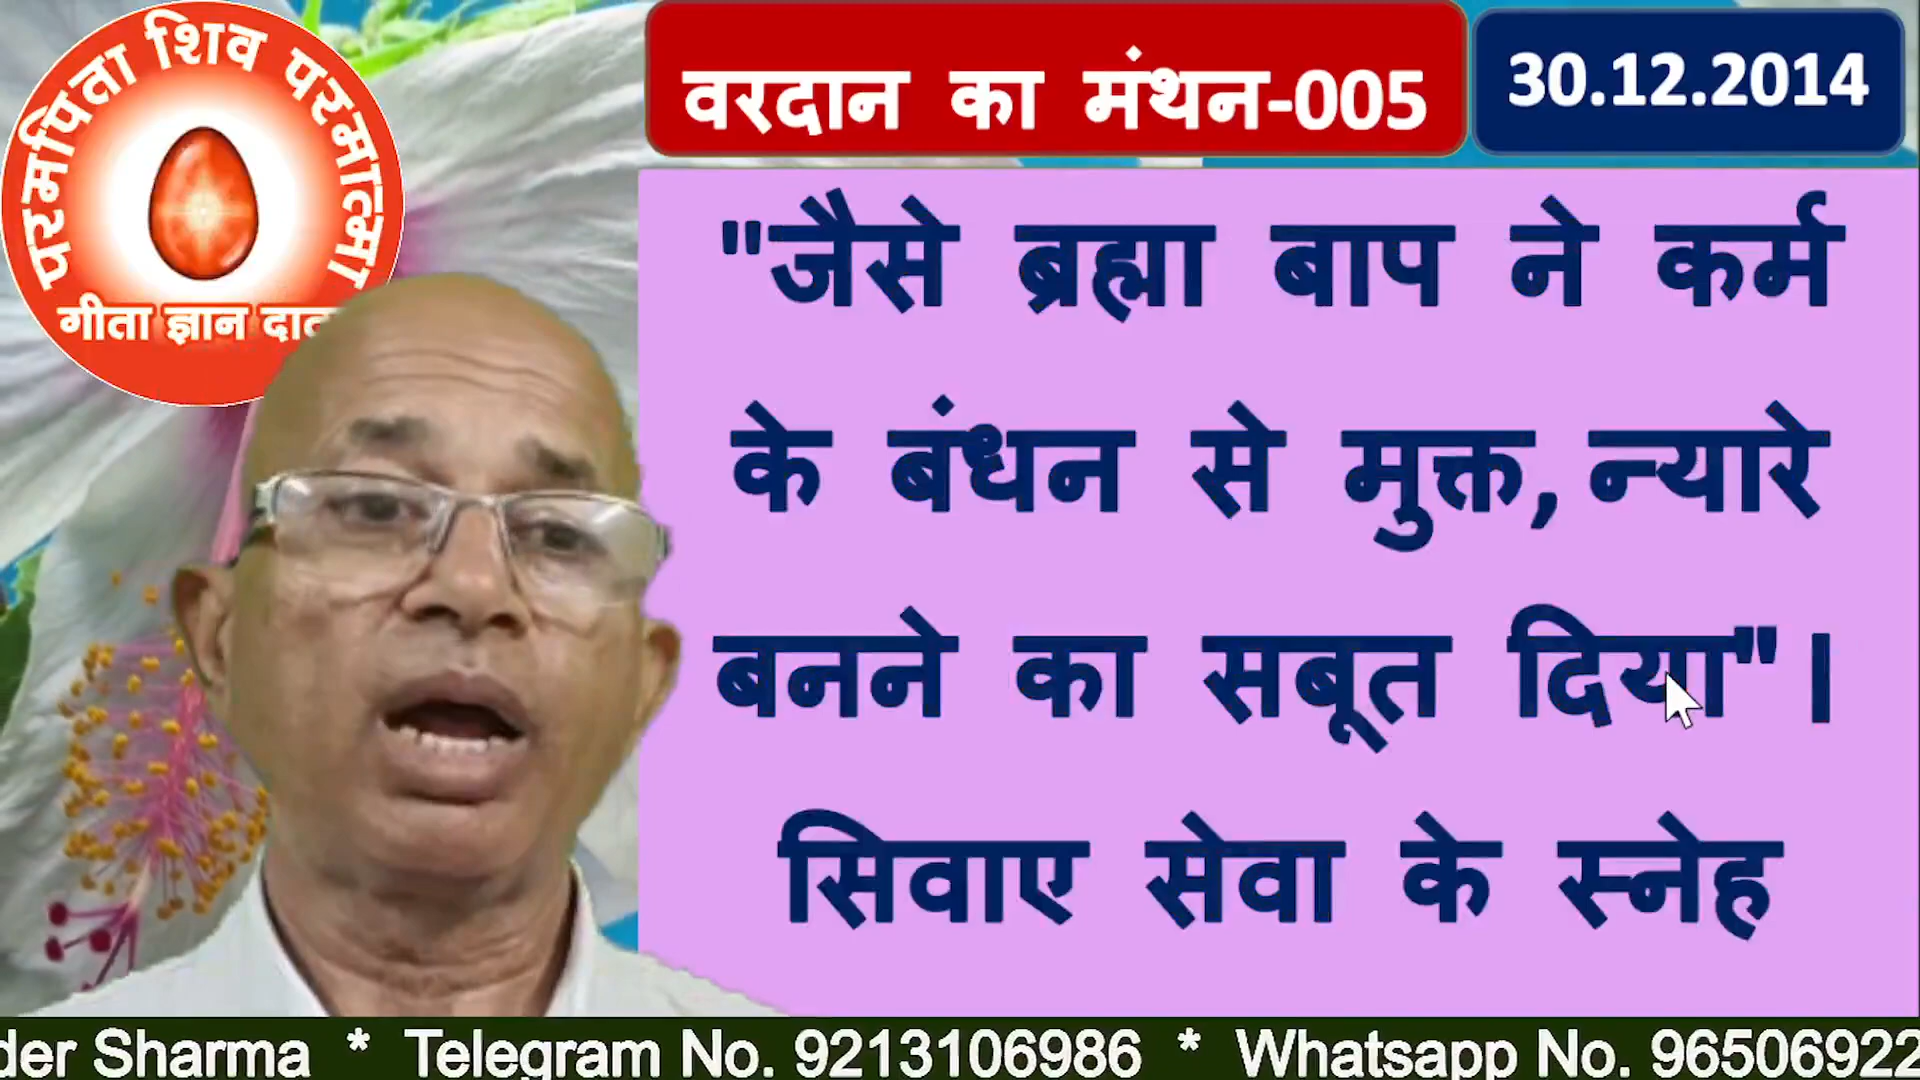 परमपिता शिव परमात्मा
गीता ज्ञान
वरदान का मंथन-005
30.12.2014
"जैसे ब्रह्मा बाप ने कर्म
के बंधन से मुक्त, न्यारे
बनने का सबूत दिया"।
सिवाए सेवा के स्नेह
der Sharma * Telegram No. 9213106986 * Whatsapp No. 96506922